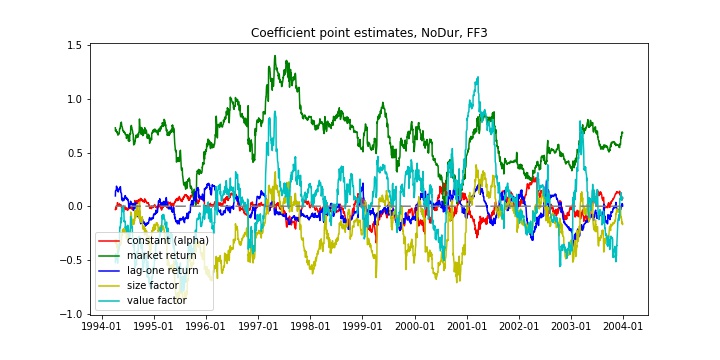 Coefficient point estimates, NoDur, FF3
1.5
1.0
0.5
0.0
−0.5
−1.0
constant (alpha)
market return
lag-one return
size factor
value factor
1994-01 1995-01 1996-01 1997-01 1998-01 1999-01 2000-01 2001-01 2002-01 2003-01 2004-01